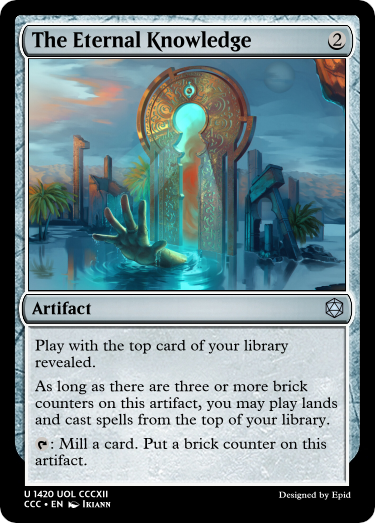 The Eternal Knowledge 2
Artifact
Play with the top card of your library
revealed.
As long as there are three or more brick
counters on this artifact, you may play lands
and cast spells from the top of your library.
: Mill a card. Put a brick counter on this
artifact.
U 1420 UOL CCCXII
CCC • EN Ikiann
Designed by Epid